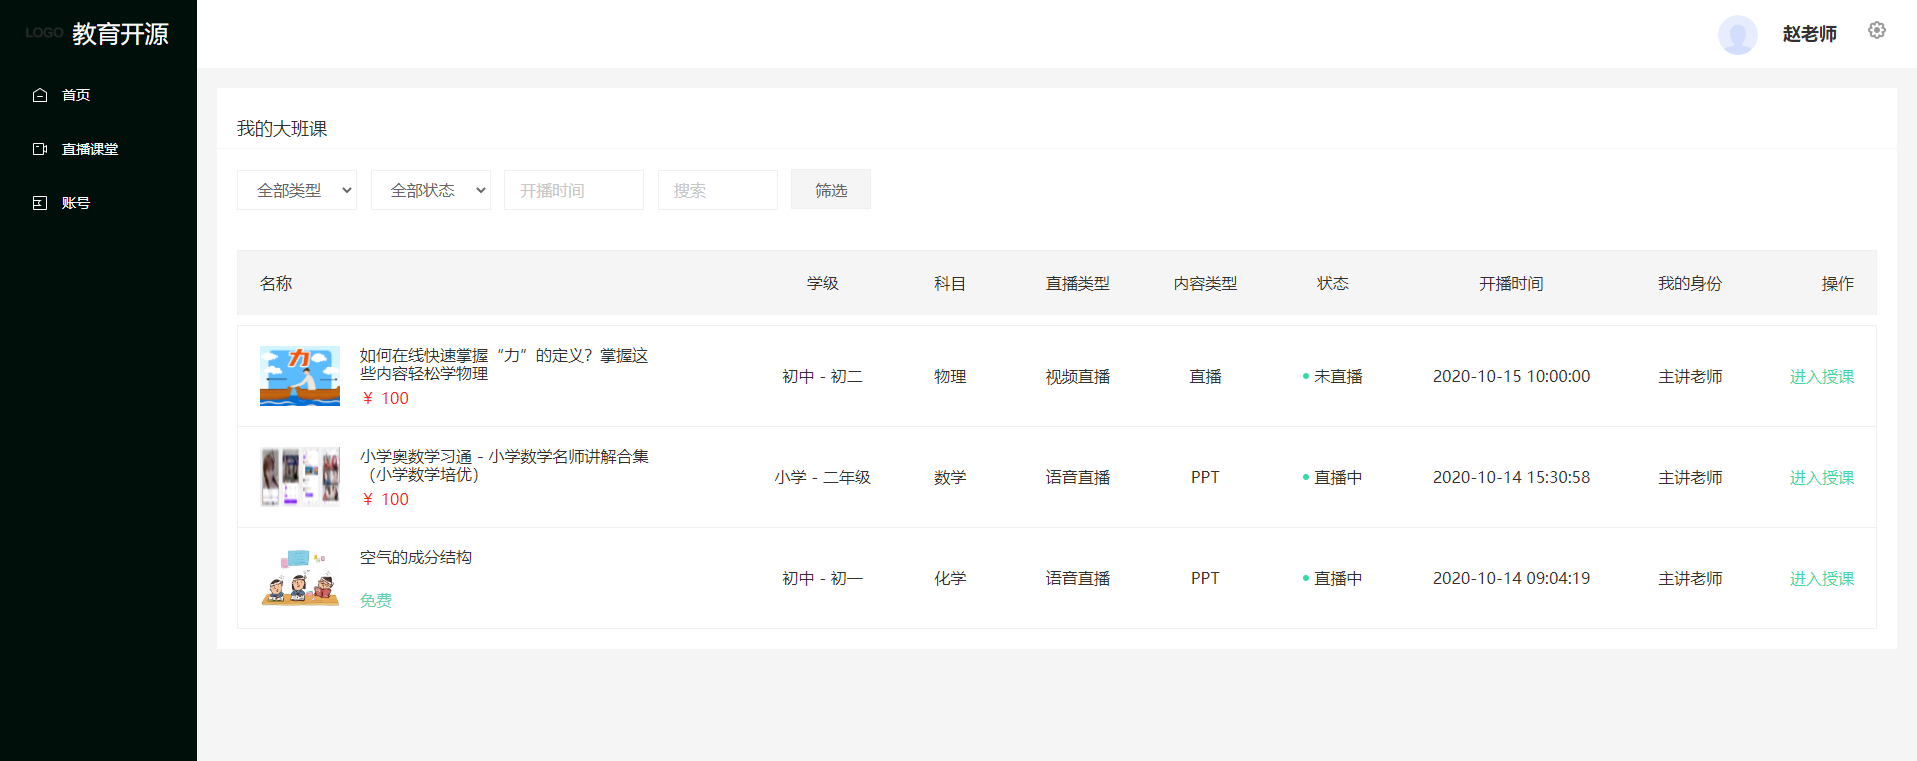 LOGO 教育开源
赵老师
首页
直播课堂
账号
我的大班课
全部类型 全部状态 开播时间 搜索 筛选
名称 学级 科目 直播类型 内容类型 状态 开播时间 我的身份 操作
力
如何在线快速掌握“力”的定义？掌握这
些内容轻松学物理
¥ 100
初中 - 初二 物理 视频直播 直播 未直播 2020-10-15 10:00:00 主讲老师 进入授课
小学奥数学习通 - 小学数学名师讲解合集
（小学数学培优）
¥ 100
小学 - 二年级 数学 语音直播 PPT 直播中 2020-10-14 15:30:58 主讲老师 进入授课
空气的成分结构
免费
初中 - 初一 化学 语音直播 PPT 直播中 2020-10-14 09:04:19 主讲老师 进入授课